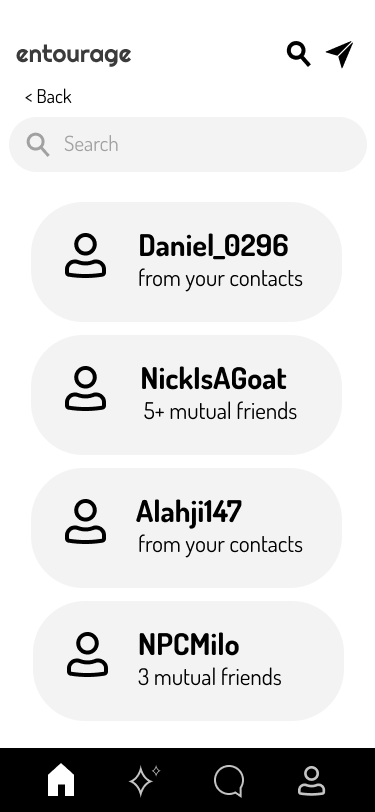 entourage
< Back
Search
Daniel_0296
from your contacts
NickIsAGoat
5+ mutual friends
Alahji147
from your contacts
NPCMilo
3 mutual friends